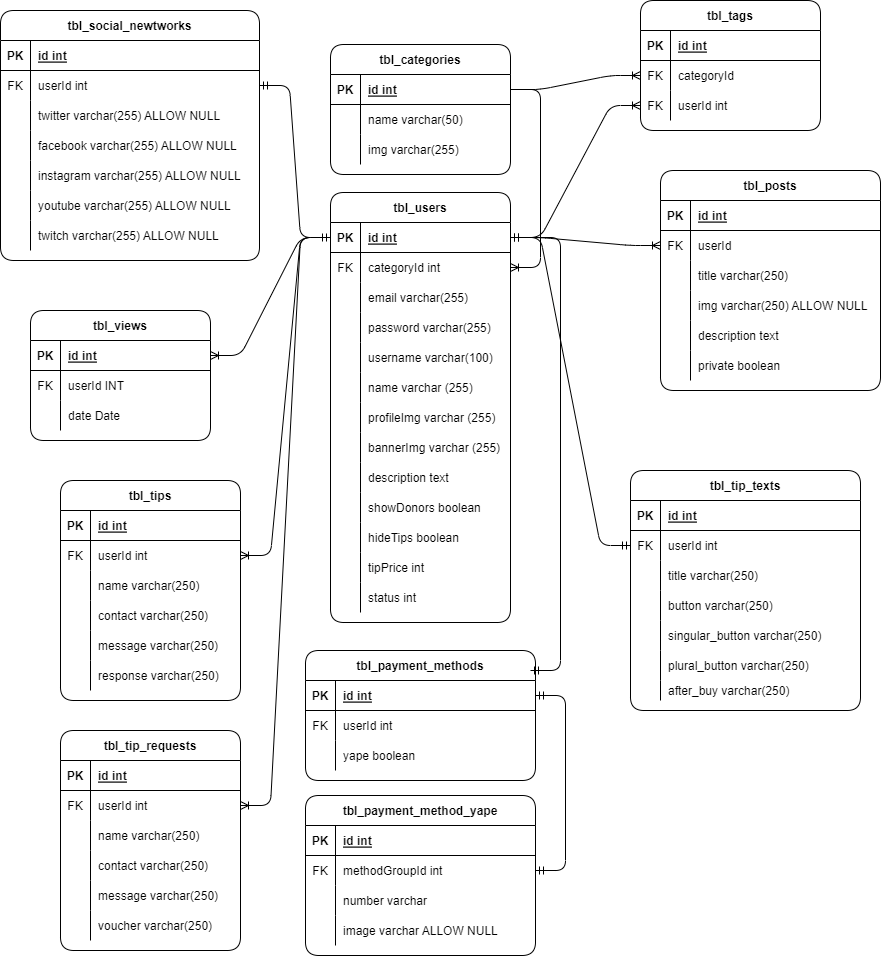 tbl_social_newtworks
PK id int
FK userId int
twitter varchar(255) ALLOW NULL
facebook varchar(255) ALLOW NULL
instagram varchar(255) ALLOW NULL
youtube varchar(255) ALLOW NULL
twitch varchar(255) ALLOW NULL
tbl_categories
PK id int
name varchar(50)
img varchar(255)
tbl_tags
PK id int
FK categoryId
FK userId int
tbl_users
PK id int
FK categoryId int
email varchar(255)
password varchar(255)
username varchar(100)
name varchar (255)
profileImg varchar (255)
bannerImg varchar (255)
description text
showDonors boolean
hideTips boolean
tipPrice int
status int
tbl_posts
PK id int
FK userId
title varchar(250)
img varchar(250) ALLOW NULL
description text
private boolean
tbl_views
PK id int
FK userId INT
date Date
tbl_tips
PK id int
FK userId int
name varchar(250)
contact varchar(250)
message varchar(250)
response varchar(250)
tbl_tip_texts
PK id int
FK userId int
title varchar(250)
button varchar(250)
singular_button varchar(250)
plural_button varchar(250)
after_buy varchar(250)
tbl_payment_methods
PK id int
FK userId int
yape boolean
tbl_tip_requests
PK id int
FK userId int
name varchar(250)
contact varchar(250)
message varchar(250)
voucher varchar(250)
tbl_payment_method_yape
PK id int
FK methodGroupId int
number varchar
image varchar ALLOW NULL